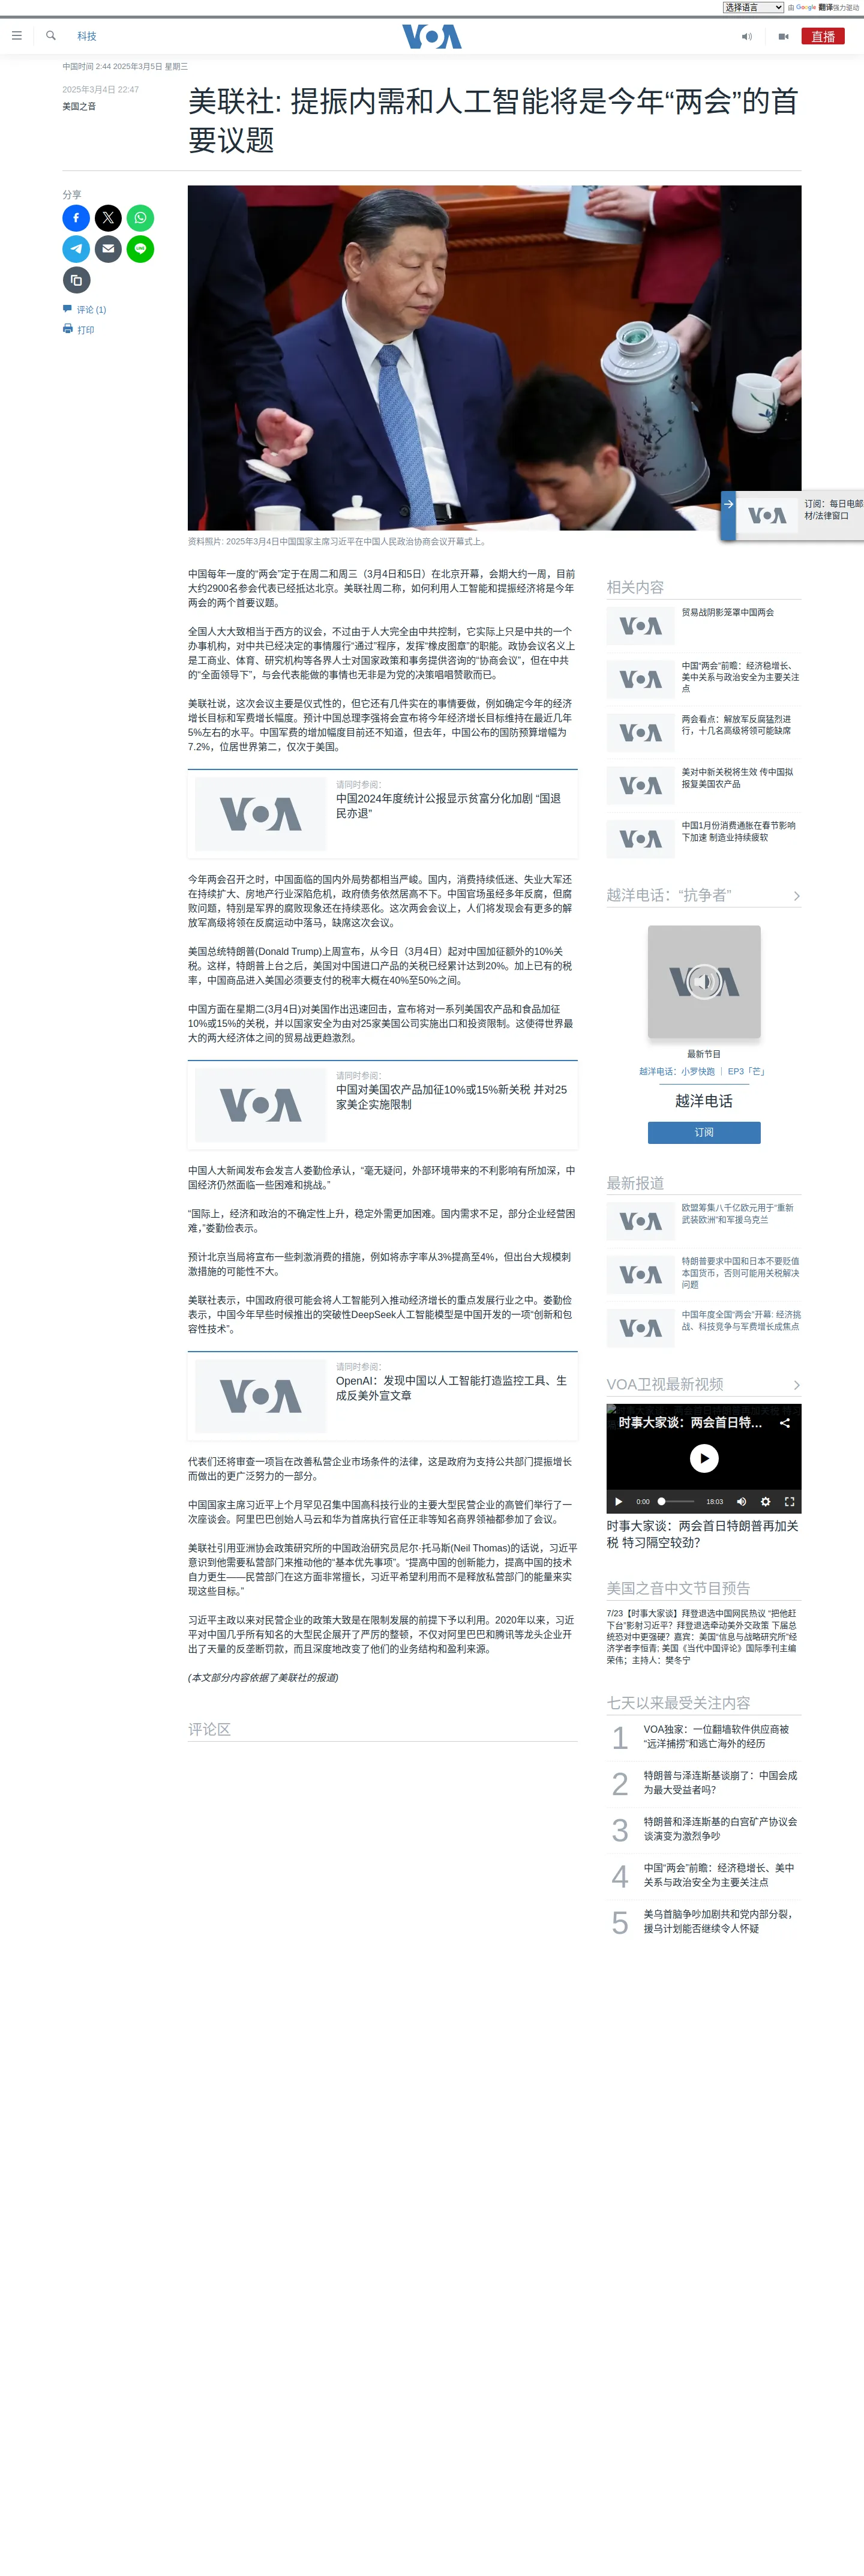 选择语言 由 Google 翻译强力驱动
科技
VOA
直播
中国时间 2:44 2025年3月5日 星期三
2025年3月4日 22:47
美国之音
美联社: 提振内需和人工智能将是今年“两会”的首
要议题
分享
评论 (1)
打印
资料照片: 2025年3月4日中国国家主席习近平在中国人民政治协商会议开幕式上。
VOA
订阅：每日电邮
材/法律窗口
中国每年一度的“两会”定于在周二和周三（3月4日和5日）在北京开幕，会期大约一周，目前
大约2900名参会代表已经抵达北京。美联社周二称，如何利用人工智能和提振经济将是今年
两会的两个首要议题。
全国人大大致相当于西方的议会，不过由于人大完全由中共控制，它实际上只是中共的一个
办事机构，对中共已经决定的事情履行“通过”程序，发挥“橡皮图章”的职能。政协会议名义上
是工商业、体育、研究机构等各界人士对国家政策和事务提供咨询的“协商会议”，但在中共
的“全面领导下”，与会代表能做的事情也无非是为党的决策唱唱赞歌而已。
美联社说，这次会议主要是仪式性的，但它还有几件实在的事情要做，例如确定今年的经济
增长目标和军费增长幅度。预计中国总理李强将会宣布将今年经济增长目标维持在最近几年
5%左右的水平。中国军费的增加幅度目前还不知道，但去年，中国公布的国防预算增幅为
7.2%，位居世界第二，仅次于美国。
VOA
请同时参阅：
中国2024年度统计公报显示贫富分化加剧 “国退
民亦退”
今年两会召开之时，中国面临的国内外局势都相当严峻。国内，消费持续低迷、失业大军还
在持续扩大、房地产行业深陷危机，政府债务依然居高不下。中国官场虽经多年反腐，但腐
败问题，特别是军界的腐败现象还在持续恶化。这次两会会议上，人们将发现会有更多的解
放军高级将领在反腐运动中落马，缺席这次会议。
美国总统特朗普(Donald Trump)上周宣布，从今日（3月4日）起对中国加征额外的10%关
税。这样，特朗普上台之后，美国对中国进口产品的关税已经累计达到20%。加上已有的税
率，中国商品进入美国必须要支付的税率大概在40%至50%之间。
中国方面在星期二(3月4日)对美国作出迅速回击，宣布将对一系列美国农产品和食品加征
10%或15%的关税，并以国家安全为由对25家美国公司实施出口和投资限制。这使得世界最
大的两大经济体之间的贸易战更趋激烈。
VOA
请同时参阅：
中国对美国农产品加征10%或15%新关税 并对25
家美企实施限制
中国人大新闻发布会发言人娄勤俭承认，“毫无疑问，外部环境带来的不利影响有所加深，中
国经济仍然面临一些困难和挑战。”
“国际上，经济和政治的不确定性上升，稳定外需更加困难。国内需求不足，部分企业经营困
难，”娄勤俭表示。
预计北京当局将宣布一些刺激消费的措施，例如将赤字率从3%提高至4%，但出台大规模刺
激措施的可能性不大。
美联社表示，中国政府很可能会将人工智能列入推动经济增长的重点发展行业之中。娄勤俭
表示，中国今年早些时候推出的突破性DeepSeek人工智能模型是中国开发的一项“创新和包
容性技术”。
VOA
请同时参阅：
OpenAI：发现中国以人工智能打造监控工具、生
成反美外宣文章
代表们还将审查一项旨在改善私营企业市场条件的法律，这是政府为支持公共部门提振增长
而做出的更广泛努力的一部分。
中国国家主席习近平上个月罕见召集中国高科技行业的主要大型民营企业的高管们举行了一
次座谈会。阿里巴巴创始人马云和华为首席执行官任正非等知名商界领袖都参加了会议。
美联社引用亚洲协会政策研究所的中国政治研究员尼尔·托马斯(Neil Thomas)的话说，习近平
意识到他需要私营部门来推动他的“基本优先事项”。“提高中国的创新能力，提高中国的技术
自力更生——民营部门在这方面非常擅长，习近平希望利用而不是释放私营部门的能量来实
现这些目标。”
习近平主政以来对民营企业的政策大致是在限制发展的前提下予以利用。2020年以来，习近
平对中国几乎所有知名的大型民企展开了严厉的整顿，不仅对阿里巴巴和腾讯等龙头企业开
出了天量的反垄断罚款，而且深度地改变了他们的业务结构和盈利来源。
(本文部分内容依据了美联社的报道)
评论区
相关内容
VOA
贸易战阴影笼罩中国两会
VOA
中国“两会”前瞻：经济稳增长、
美中关系与政治安全为主要关注
点
VOA
两会看点：解放军反腐猛烈进
行，十几名高级将领可能缺席
VOA
美对中新关税将生效 传中国拟
报复美国农产品
VOA
中国1月份消费通胀在春节影响
下加速 制造业持续疲软
越洋电话：“抗争者”
VOA
最新节目
越洋电话：小罗快跑 ｜ EP3「芒」
越洋电话
订阅
最新报道
VOA
欧盟筹集八千亿欧元用于“重新
武装欧洲”和军援乌克兰
VOA
特朗普要求中国和日本不要贬值
本国货币，否则可能用关税解决
问题
VOA
中国年度全国“两会”开幕: 经济挑
战、科技竞争与军费增长成焦点
VOA卫视最新视频
时事大家谈：两会首日特...
0:00 18:03
时事大家谈：两会首日特朗普再加关
税 特习隔空较劲？
美国之音中文节目预告
7/23【时事大家谈】拜登退选中国网民热议 “把他赶
下台”影射习近平？拜登退选牵动美外交政策 下届总
统恐对中更强硬？嘉宾：美国“信息与战略研究所”经
济学者李恒青; 美国《当代中国评论》国际季刊主编
荣伟；主持人：樊冬宁
七天以来最受关注内容
1
VOA独家：一位翻墙软件供应商被
“远洋捕捞”和逃亡海外的经历
2
特朗普与泽连斯基谈崩了：中国会成
为最大受益者吗？
3
特朗普和泽连斯基的白宫矿产协议会
谈演变为激烈争吵
4
中国“两会”前瞻：经济稳增长、美中
关系与政治安全为主要关注点
5
美乌首脑争吵加剧共和党内部分裂，
援乌计划能否继续令人怀疑